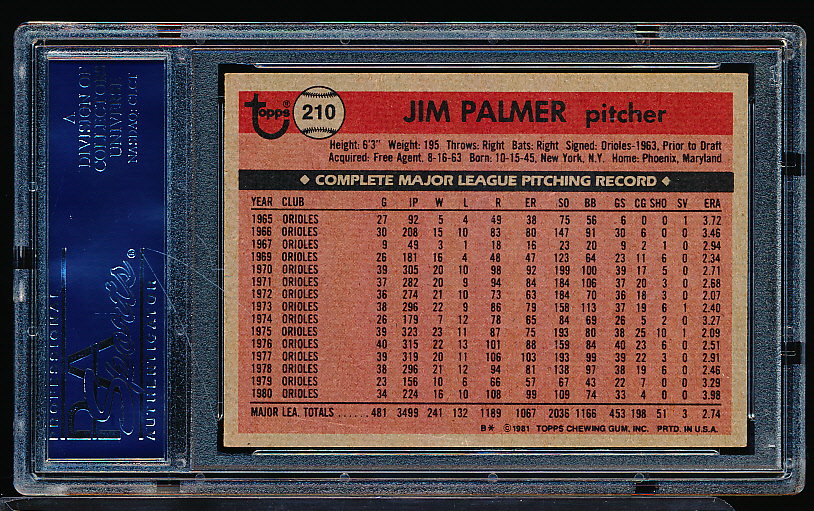 A
DIVISION OF
COLLECTORS
UNIVERSE
NASDAQ: CLCT
PSA
Sports®
PROFESSIONAL
AUTHENTICATOR
Topps® 210 JIM PALMER pitcher
Height: 6'3" Weight: 195 Throws: Right Bats: Right Signed: Orioles-1963, Prior to Draft
Acquired: Free Agent, 8-16-63 Born: 10-15-45, New York, N.Y. Home: Phoenix, Maryland
◆ COMPLETE MAJOR LEAGUE PITCHING RECORD ◆
YEAR CLUB G IP W L R ER SO BB GS CG SHO SV ERA
1965 ORIOLES 27 92 5 4 49 38 75 56 6 0 0 1 3.72
1966 ORIOLES 30 208 15 10 83 80 147 91 30 6 0 0 3.46
1967 ORIOLES 9 49 3 1 18 16 23 20 9 2 1 0 2.94
1969 ORIOLES 26 181 16 4 48 47 123 64 23 11 6 0 2.34
1970 ORIOLES 39 305 20 10 98 92 199 100 39 17 5 0 2.71
1971 ORIOLES 37 282 20 9 94 84 184 106 37 20 3 0 2.68
1972 ORIOLES 36 274 21 10 73 63 184 70 36 18 3 0 2.07
1973 ORIOLES 38 296 22 9 86 79 158 113 37 19 6 1 2.40
1974 ORIOLES 26 179 7 12 78 65 84 69 26 5 2 0 3.27
1975 ORIOLES 39 323 23 11 87 75 193 80 38 25 10 1 2.09
1976 ORIOLES 40 315 22 13 101 88 159 84 40 23 6 0 2.51
1977 ORIOLES 39 319 20 11 106 103 193 99 39 22 3 0 2.91
1978 ORIOLES 38 296 21 12 94 81 138 97 38 19 6 0 2.46
1979 ORIOLES 23 156 10 6 66 57 67 43 22 7 0 0 3.29
1980 ORIOLES 34 224 16 10 108 99 109 74 33 4 0 0 3.98
MAJOR LEA. TOTALS ...... 481 3499 241 132 1189 1067 2036 1166 453 198 51 3 2.74
B* ©1981 TOPPS CHEWING GUM, INC. PRTD. IN U.S.A.